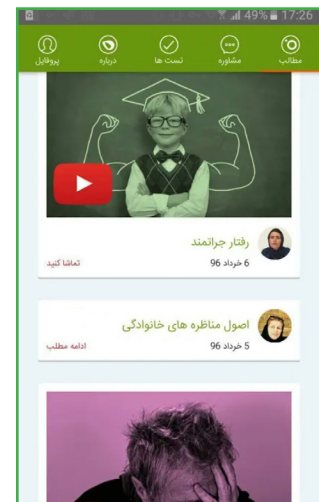 49% 17:26
مطالب مشاوره تست ها درباره پروفایل
رفتار جراتمند
6 خرداد 96
تماشا کنید
اصول مناظره های خانوادگی
5 خرداد 96
ادامه مطلب